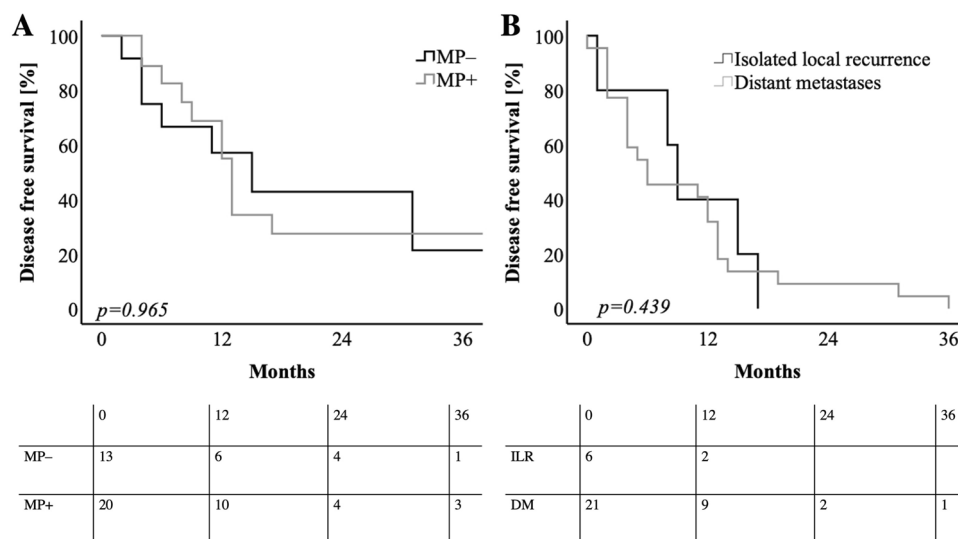 A
Disease free survival [%]
100
80
60
40
20
0
MP–
MP+
p=0.965
0 12 24 36
Months
0 12 24 36
MP– 13 6 4 1
MP+ 20 10 4 3
B
Disease free survival [%]
100
80
60
40
20
0
Isolated local recurrence
Distant metastases
p=0.439
0 12 24 36
Months
0 12 24 36
ILR 6 2
DM 21 9 2 1